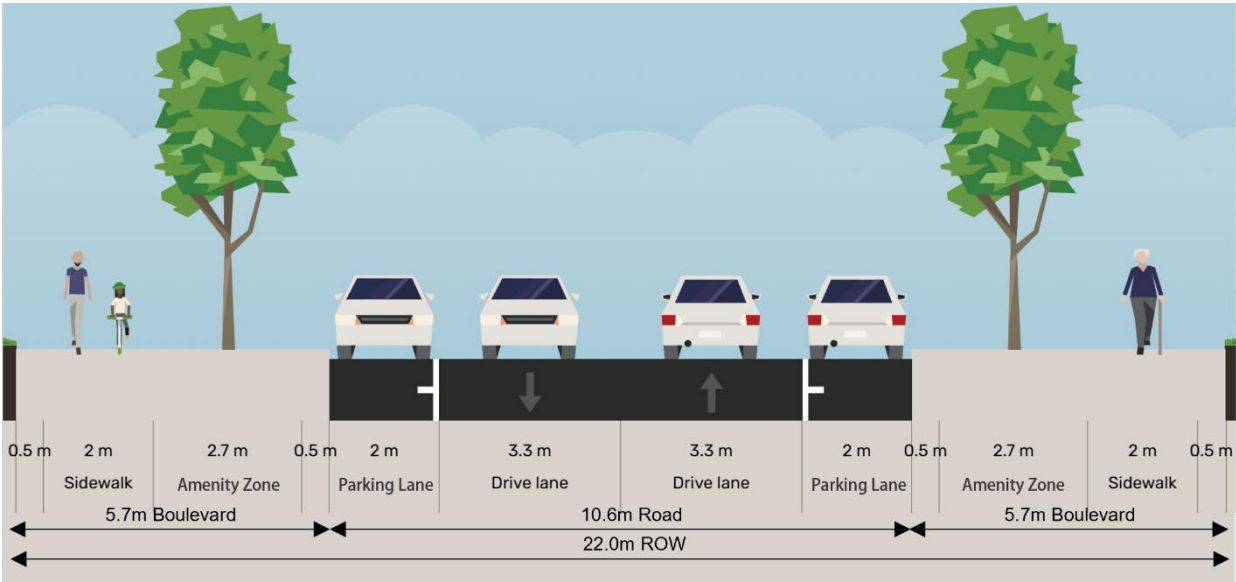 0.5 m 2 m 2.7 m 0.5 m 2 m 3.3 m 3.3 m 2 m 0.5 m 2.7 m 2 m 0.5 m
Sidewalk Amenity Zone Parking Lane Drive lane Drive lane Parking Lane Amenity Zone Sidewalk
5.7m Boulevard 10.6m Road 5.7m Boulevard
22.0m ROW